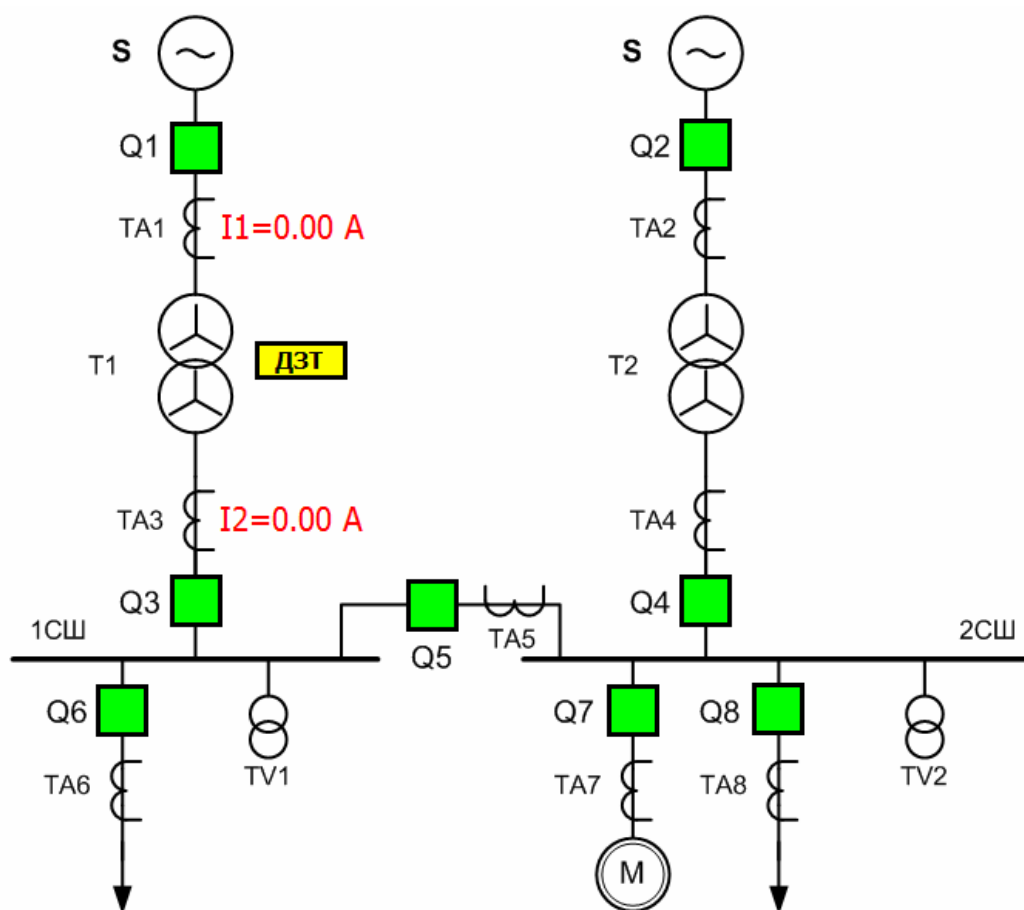 S
S
Q1
Q2
TA1
I1=0.00 A
TA2
T1
ДЗТ
T2
TA3
I2=0.00 A
TA4
Q3
Q4
1СШ
TA5
2СШ
Q5
Q6
Q7
Q8
TA6
TV1
TA7
TA8
TV2
M